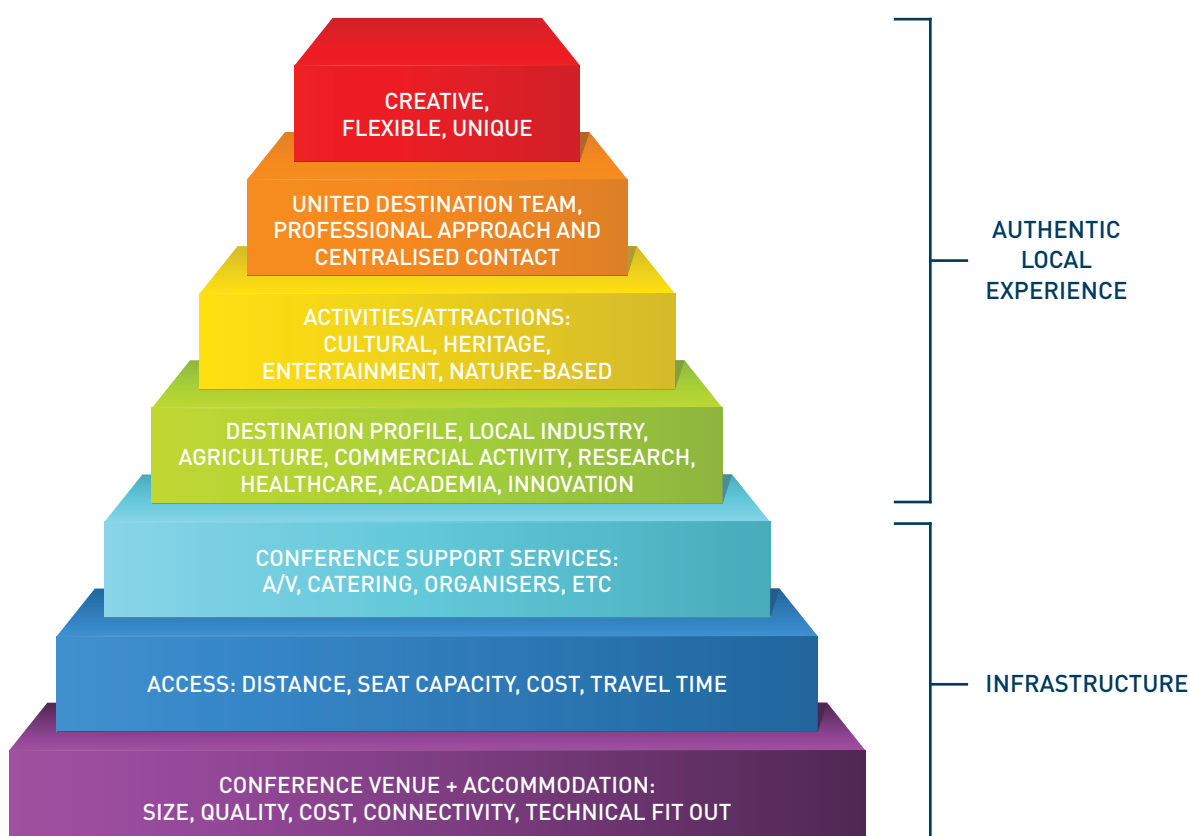 CREATIVE,
FLEXIBLE, UNIQUE
UNITED DESTINATION TEAM,
PROFESSIONAL APPROACH AND
CENTRALISED CONTACT
ACTIVITIES/ATTRACTIONS:
CULTURAL, HERITAGE,
ENTERTAINMENT, NATURE-BASED
DESTINATION PROFILE, LOCAL INDUSTRY,
AGRICULTURE, COMMERCIAL ACTIVITY, RESEARCH,
HEALTHCARE, ACADEMIA, INNOVATION
AUTHENTIC
LOCAL
EXPERIENCE
CONFERENCE SUPPORT SERVICES:
A/V, CATERING, ORGANISERS, ETC
ACCESS: DISTANCE, SEAT CAPACITY, COST, TRAVEL TIME
CONFERENCE VENUE + ACCOMMODATION:
SIZE, QUALITY, COST, CONNECTIVITY, TECHNICAL FIT OUT
INFRASTRUCTURE